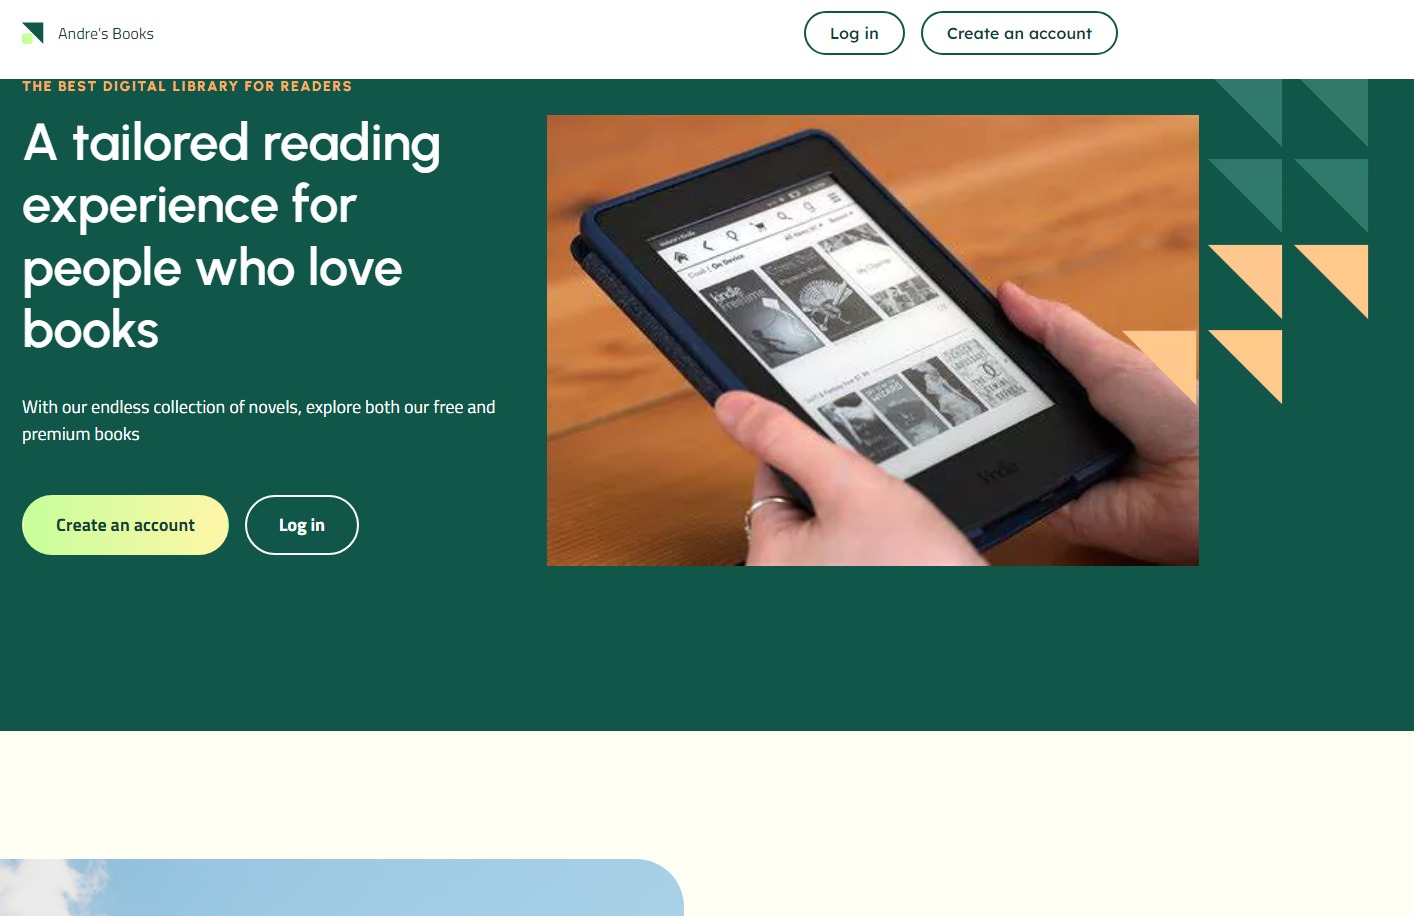 Andre's Books
Log in
Create an account
THE BEST DIGITAL LIBRARY FOR READERS
A tailored reading
experience for
people who love
books
With our endless collection of novels, explore both our free and
premium books
Create an account
Log in
On Device
kindle